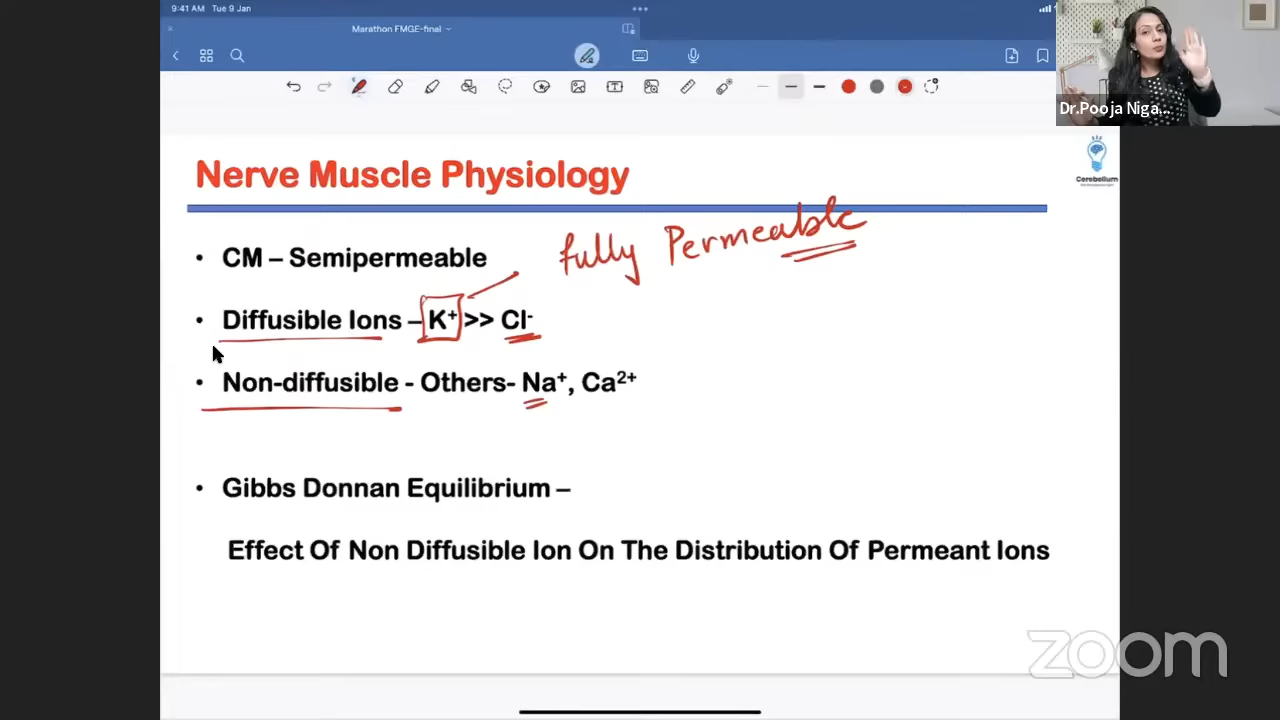 9:41 AM Tue 9 Jan
Marathon FMGE-final
Dr.Pooja Niga...
Cerebellum
Nerve Muscle Physiology
fully Permeable
• CM – Semipermeable
• Diffusible Ions – K⁺ >> Cl⁻
• Non-diffusible - Others- Na⁺, Ca²⁺
• Gibbs Donnan Equilibrium –
Effect Of Non Diffusible Ion On The Distribution Of Permeant Ions
zoom